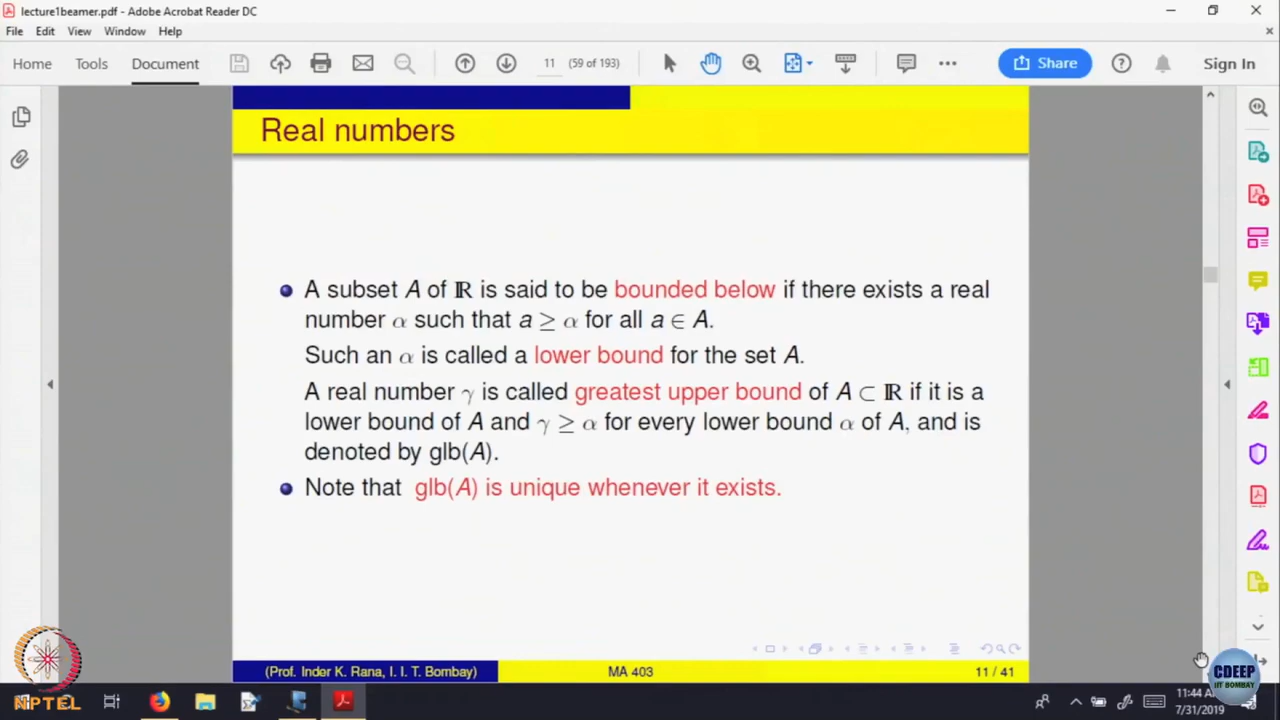 lecture1beamer.pdf - Adobe Acrobat Reader DC
File Edit View Window Help
Home Tools Document 11 (59 of 193) Share Sign In
Real numbers
A subset A of ℝ is said to be bounded below if there exists a real
number α such that a ≥ α for all a ∈ A.
Such an α is called a lower bound for the set A.
A real number γ is called greatest upper bound of A ⊂ ℝ if it is a
lower bound of A and γ ≥ α for every lower bound α of A, and is
denoted by glb(A).
Note that glb(A) is unique whenever it exists.
(Prof. Inder K. Rana, I. I. T. Bombay) MA 403 11 / 41
NPTEL
CDEEP
IIT BOMBAY
11:44
7/31/2019